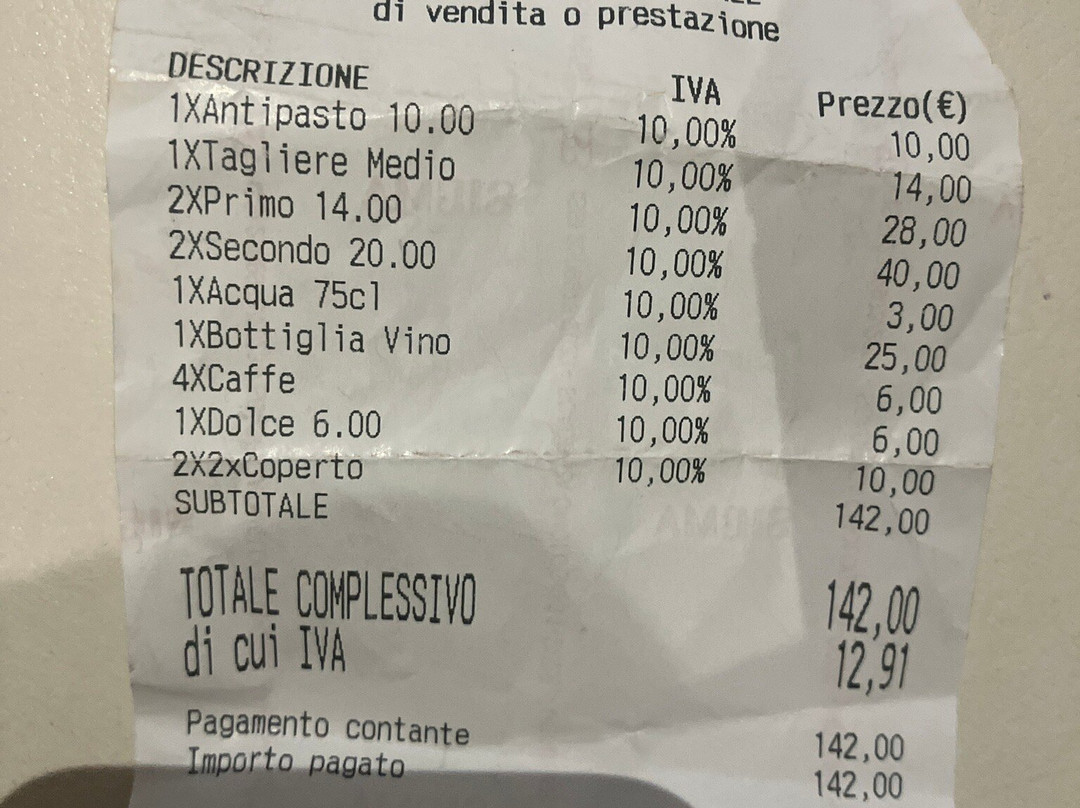 di vendita o prestazione
DESCRIZIONE IVA Prezzo(€)
1XAntipasto 10.00 10,00% 10,00
1XTagliere Medio 10,00% 14,00
2XPrimo 14.00 10,00% 28,00
2XSecondo 20.00 10,00% 40,00
1XAcqua 75cl 10,00% 3,00
1XBottiglia Vino 10,00% 25,00
4XCaffe 10,00% 6,00
1XDolce 6.00 10,00% 6,00
2X2xCoperto 10,00% 10,00
SUBTOTALE 142,00
TOTALE COMPLESSIVO 142,00
di cui IVA 12,91
Pagamento contante 142,00
Importo pagato 142,00